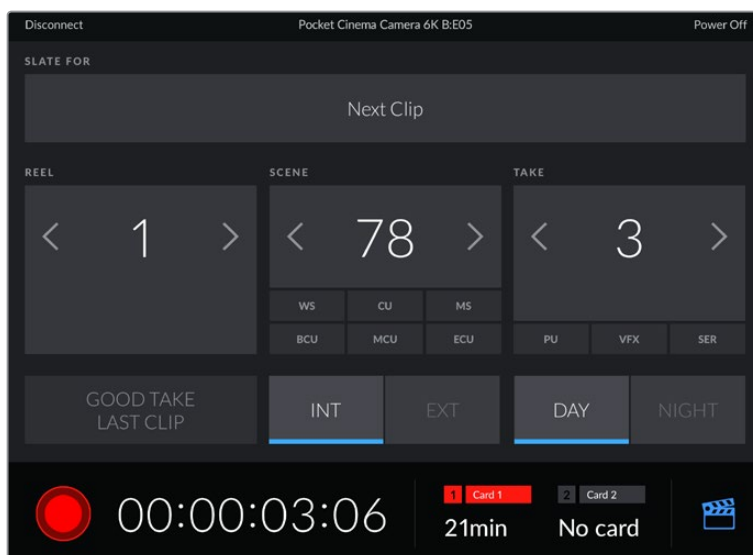 Disconnect Pocket Cinema Camera 6K B:E05 Power Off
SLATE FOR
Next Clip
REEL SCENE TAKE
< 1 > < 78 > < 3 >
WS CU MS
BCU MCU ECU PU VFX SER
GOOD TAKE
LAST CLIP
INT EXT DAY NIGHT
1 Card 1 2 Card 2
00:00:03:06 21min No card